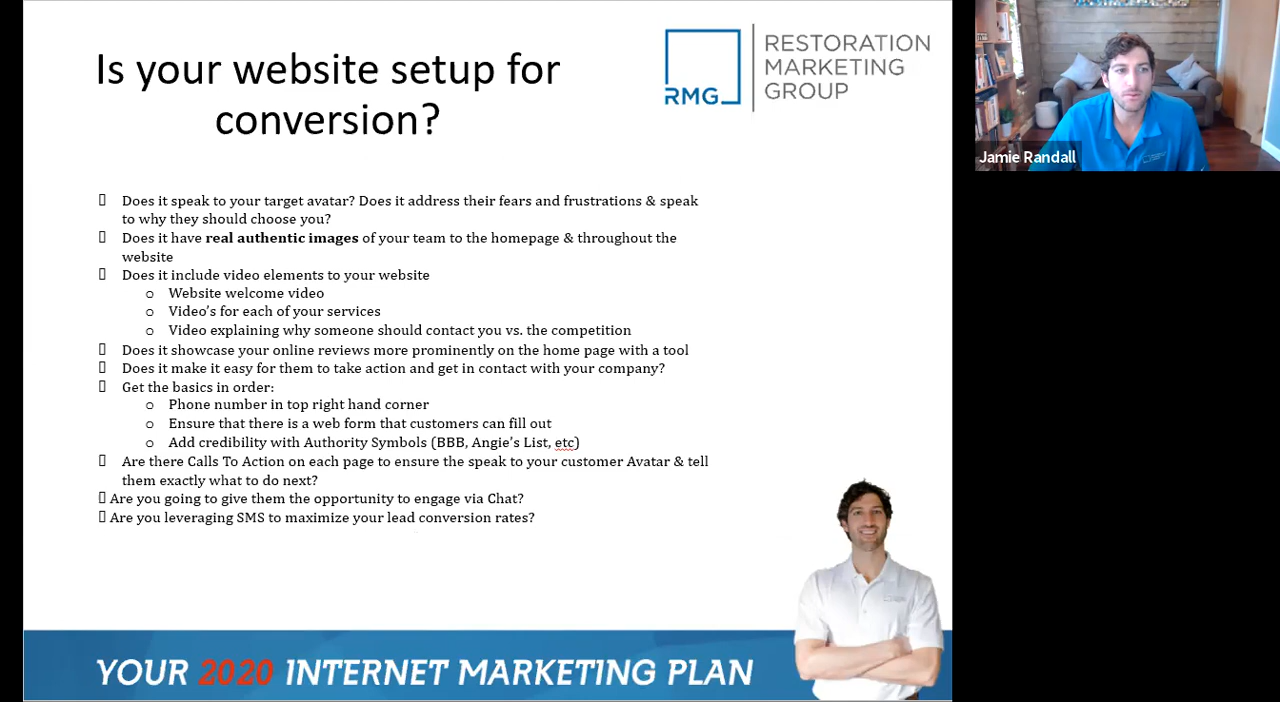 Is your website setup for
conversion?
RMG
RESTORATION
MARKETING
GROUP
Jamie Randall
Does it speak to your target avatar? Does it address their fears and frustrations & speak
to why they should choose you?
Does it have real authentic images of your team to the homepage & throughout the
website
Does it include video elements to your website
o Website welcome video
o Video's for each of your services
o Video explaining why someone should contact you vs. the competition
Does it showcase your online reviews more prominently on the home page with a tool
Does it make it easy for them to take action and get in contact with your company?
Get the basics in order:
o Phone number in top right hand corner
o Ensure that there is a web form that customers can fill out
o Add credibility with Authority Symbols (BBB, Angie's List, etc)
Are there Calls To Action on each page to ensure the speak to your customer Avatar & tell
them exactly what to do next?
Are you going to give them the opportunity to engage via Chat?
Are you leveraging SMS to maximize your lead conversion rates?
YOUR 2020 INTERNET MARKETING PLAN